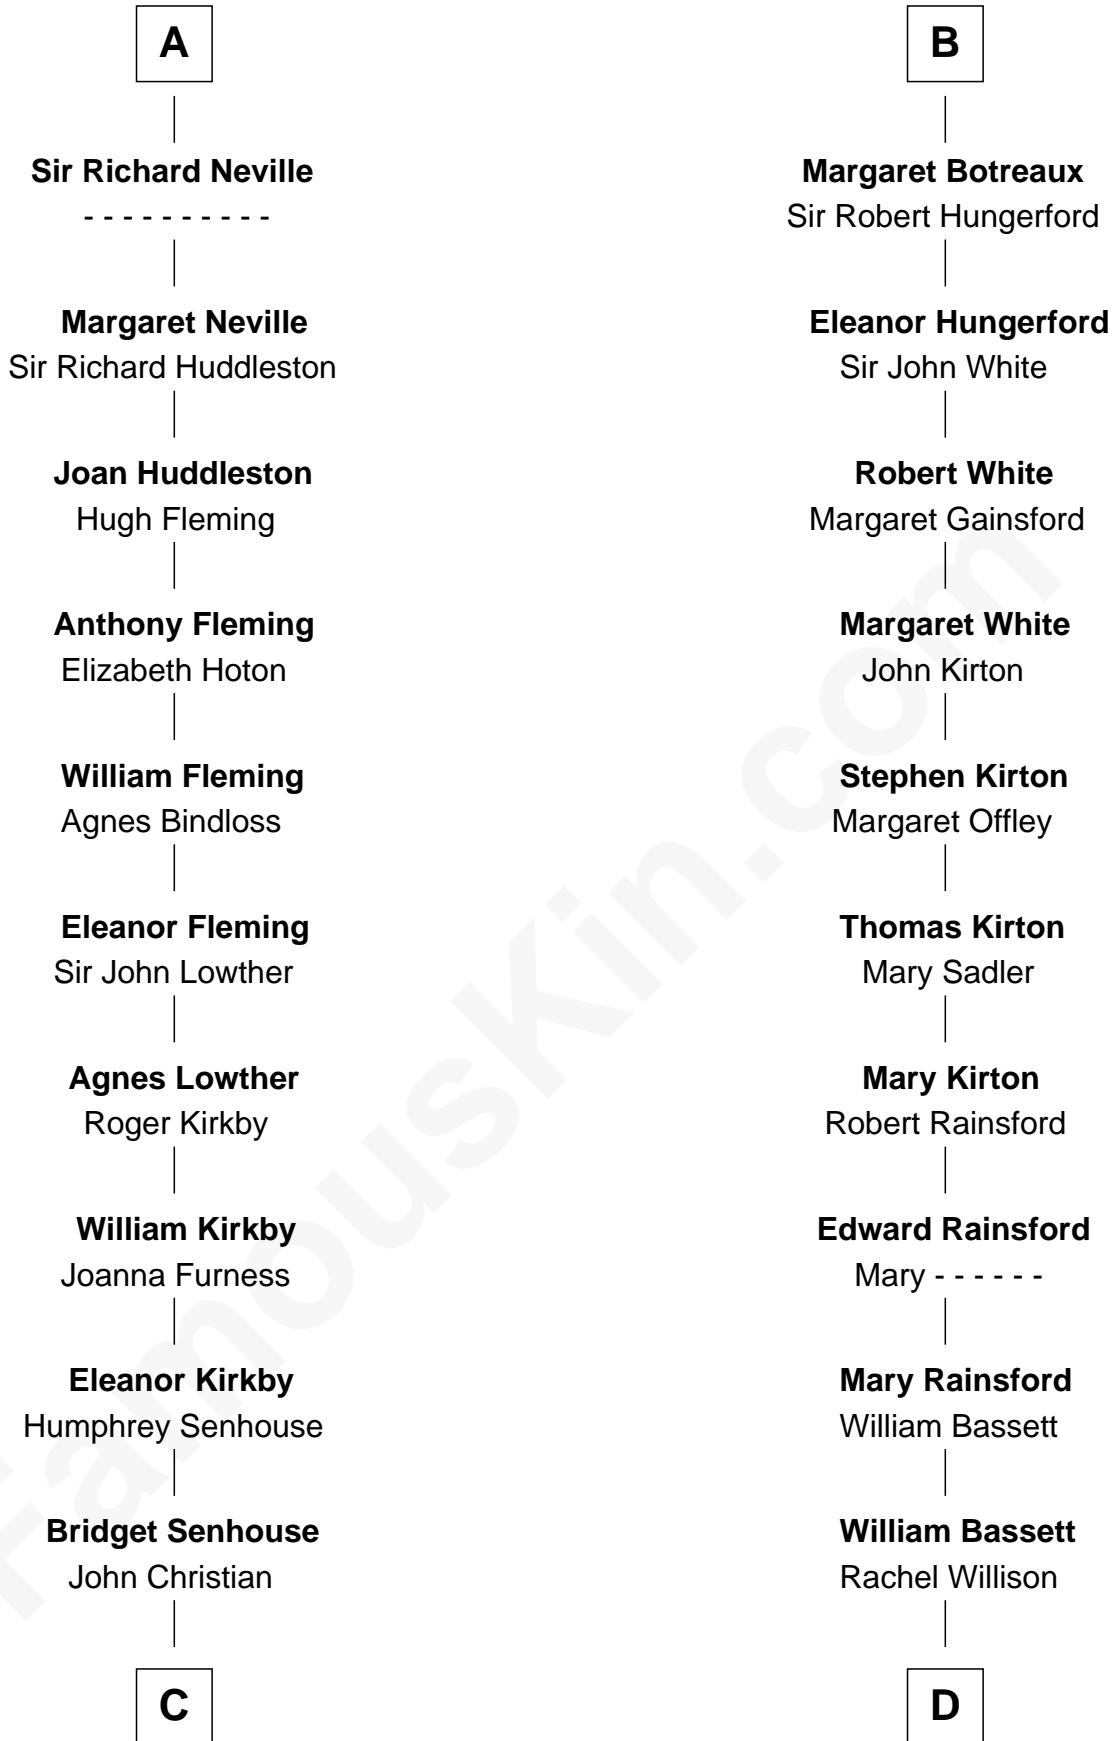 A
Sir Richard Neville
- - - - - - - - - -
Margaret Neville
Sir Richard Huddleston
Joan Huddleston
Hugh Fleming
Anthony Fleming
Elizabeth Hoton
William Fleming
Agnes Bindloss
Eleanor Fleming
Sir John Lowther
Agnes Lowther
Roger Kirkby
William Kirkby
Joanna Furness
Eleanor Kirkby
Humphrey Senhouse
Bridget Senhouse
John Christian
C
B
Margaret Botreaux
Sir Robert Hungerford
Eleanor Hungerford
Sir John White
Robert White
Margaret Gainsford
Margaret White
John Kirton
Stephen Kirton
Margaret Offley
Thomas Kirton
Mary Sadler
Mary Kirton
Robert Rainsford
Edward Rainsford
Mary - - - - - -
Mary Rainsford
William Bassett
William Bassett
Rachel Willison
D
FamousKin.com